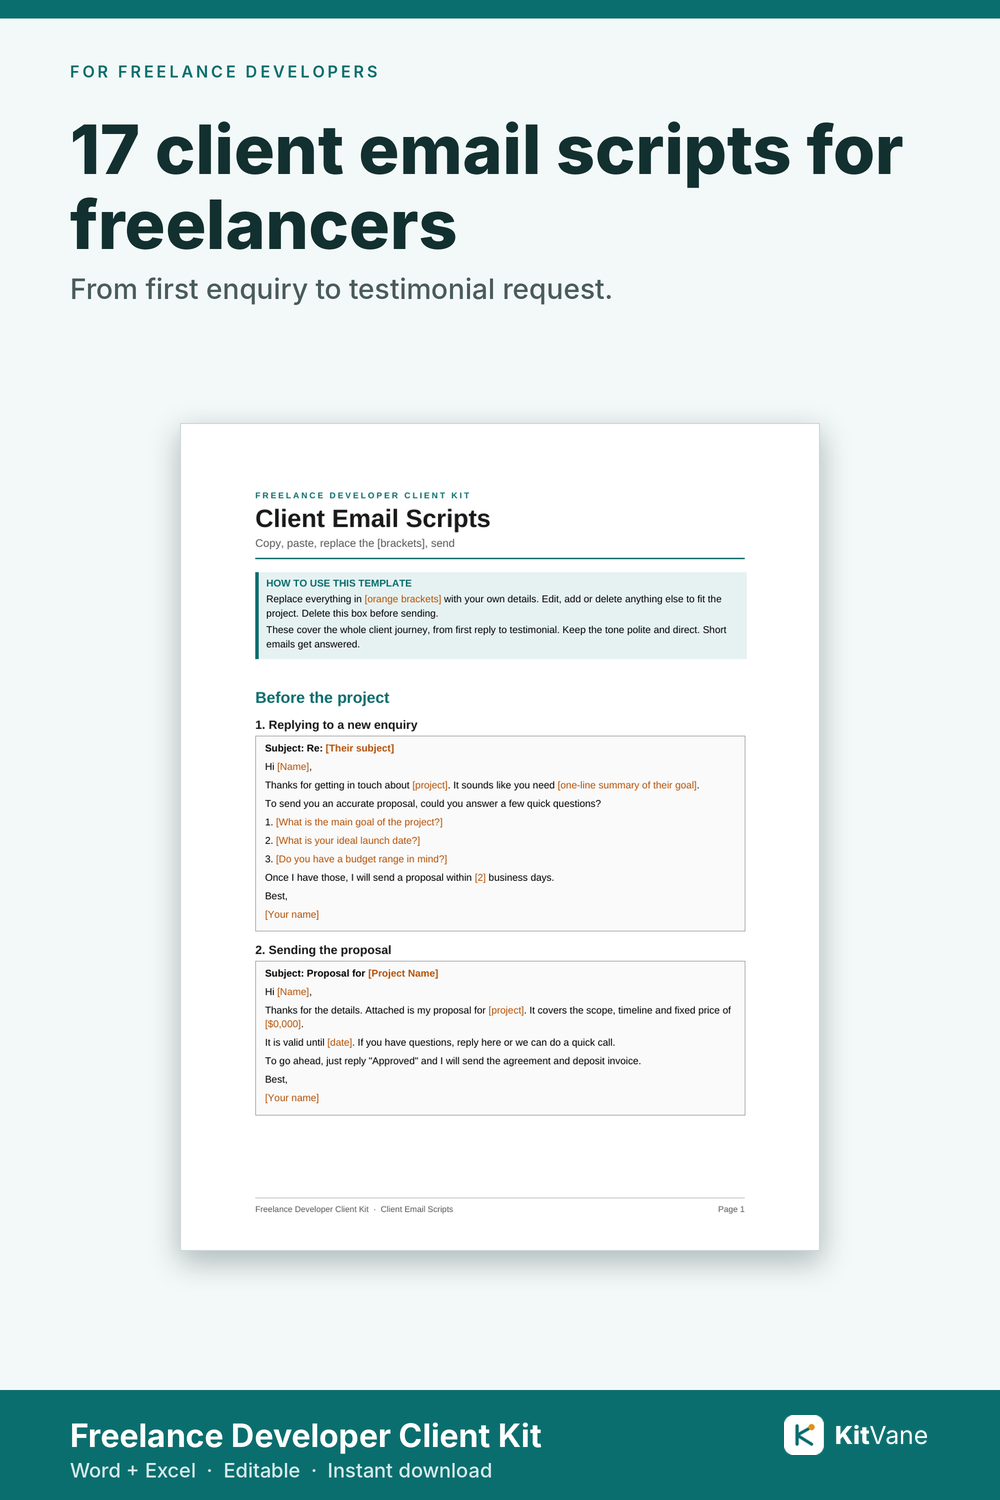 FOR FREELANCE DEVELOPERS
17 client email scripts for
freelancers
From first enquiry to testimonial request.
FREELANCE DEVELOPER CLIENT KIT
Client Email Scripts
Copy, paste, replace the [brackets], send
HOW TO USE THIS TEMPLATE
Replace everything in [orange brackets] with your own details. Edit, add or delete anything else to fit the
project. Delete this box before sending.
These cover the whole client journey, from first reply to testimonial. Keep the tone polite and direct. Short
emails get answered.
Before the project
1. Replying to a new enquiry
Subject: Re: [Their subject]
Hi [Name],
Thanks for getting in touch about [project]. It sounds like you need [one-line summary of their goal].
To send you an accurate proposal, could you answer a few quick questions?
1. [What is the main goal of the project?]
2. [What is your ideal launch date?]
3. [Do you have a budget range in mind?]
Once I have those, I will send a proposal within [2] business days.
Best,
[Your name]
2. Sending the proposal
Subject: Proposal for [Project Name]
Hi [Name],
Thanks for the details. Attached is my proposal for [project]. It covers the scope, timeline and fixed price of
[$0,000].
It is valid until [date]. If you have questions, reply here or we can do a quick call.
To go ahead, just reply "Approved" and I will send the agreement and deposit invoice.
Best,
[Your name]
Freelance Developer Client Kit · Client Email Scripts
Page 1
Freelance Developer Client Kit
Word + Excel · Editable · Instant download
KitVane